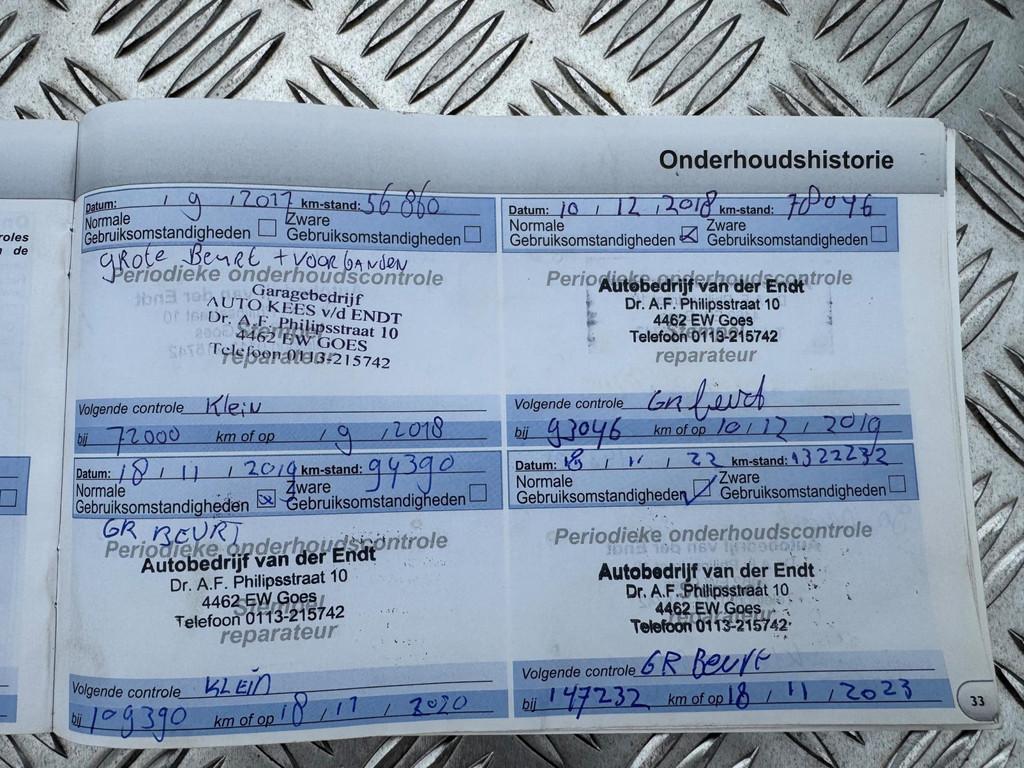 Onderhoudshistorie
Datum: 1 9 / 2017 km-stand: 56860
Normale Gebruiksomstandigheden Zware Gebruiksomstandigheden
grote Beurt + voorbanden
Periodieke onderhoudscontrole
Garagebedrijf
AUTO KEES v/d ENDT
Dr. A.F. Philipsstraat 10
4462 EW GOES
Telefoon 0113-215742
Stempel
reparateur
Volgende controle Klein
bij 72000 km of op 1 9 / 2018
Datum: 10 / 12 / 2018 km-stand: 78046
Normale Gebruiksomstandigheden Zware Gebruiksomstandigheden
Periodieke onderhoudscontrole
Autobedrijf van der Endt
Dr. A.F. Philipsstraat 10
4462 EW Goes
Telefoon 0113-215742
reparateur
Volgende controle GR beurt
bij 93046 km of op 10 / 12 / 2019
Datum: 18 / 11 / 2019 km-stand: 94390
Normale Gebruiksomstandigheden Zware Gebruiksomstandigheden
GR BEURT
Periodieke onderhoudscontrole
Autobedrijf van der Endt
Dr. A.F. Philipsstraat 10
4462 EW Goes
Telefoon 0113-215742
Stempel
reparateur
Volgende controle KLEIN
bij 109390 km of op 18 / 11 / 2020
Datum: 18 / 11 / 22 km-stand: 1322232
Normale Gebruiksomstandigheden Zware Gebruiksomstandigheden
Periodieke onderhoudscontrole
Autobedrijf van der Endt
Dr. A.F. Philipsstraat 10
4462 EW Goes
Telefoon 0113-215742
reparateur
Volgende controle GR Beurt
bij 147232 km of op 18 / 11 / 2023
33